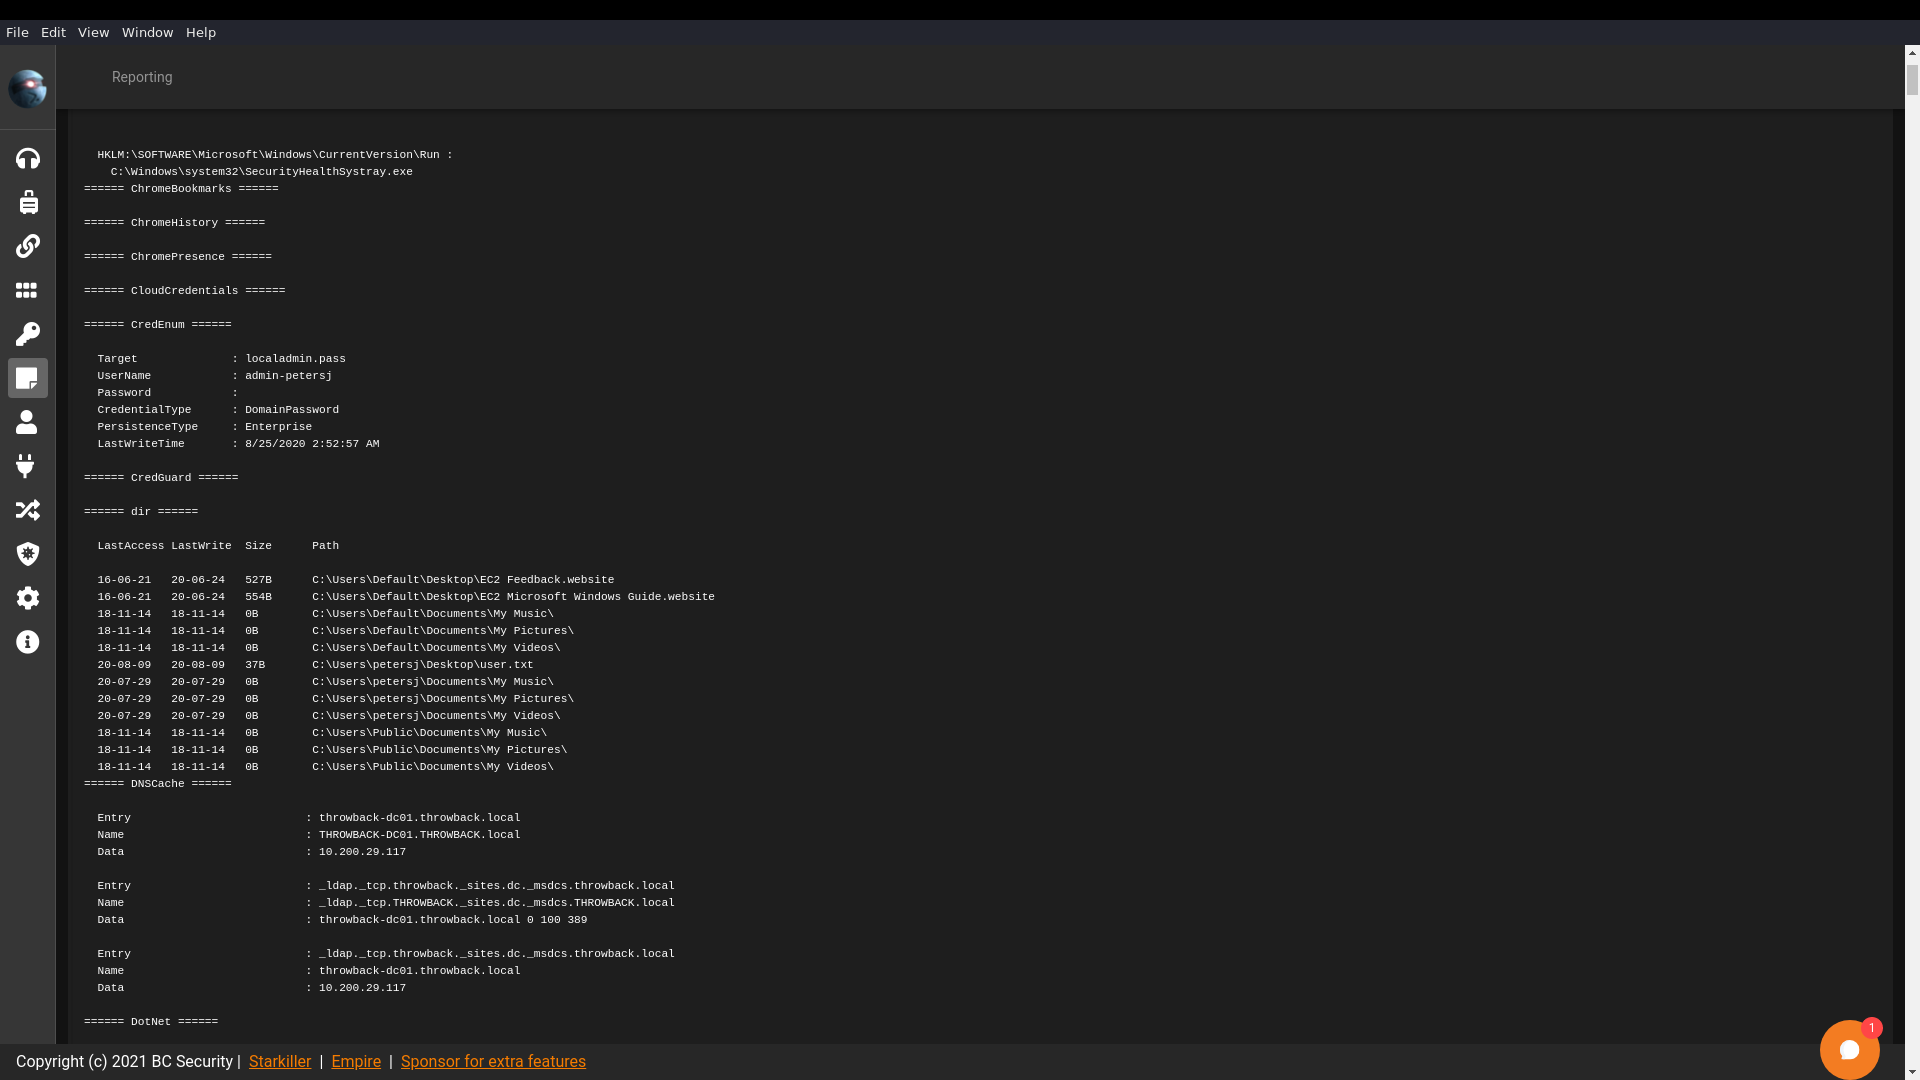 File Edit View Window Help
Reporting
HKLM:\SOFTWARE\Microsoft\Windows\CurrentVersion\Run :
C:\Windows\system32\SecurityHealthSystray.exe
====== ChromeBookmarks ======
====== ChromeHistory ======
====== ChromePresence ======
====== CloudCredentials ======
====== CredEnum ======
Target : localadmin.pass
UserName : admin-petersj
Password :
CredentialType : DomainPassword
PersistenceType : Enterprise
LastWriteTime : 8/25/2020 2:52:57 AM
====== CredGuard ======
====== dir ======
LastAccess LastWrite Size Path
16-06-21 20-06-24 527B C:\Users\Default\Desktop\EC2 Feedback.website
16-06-21 20-06-24 554B C:\Users\Default\Desktop\EC2 Microsoft Windows Guide.website
18-11-14 18-11-14 0B C:\Users\Default\Documents\My Music\
18-11-14 18-11-14 0B C:\Users\Default\Documents\My Pictures\
18-11-14 18-11-14 0B C:\Users\Default\Documents\My Videos\
20-08-09 20-08-09 37B C:\Users\petersj\Desktop\user.txt
20-07-29 20-07-29 0B C:\Users\petersj\Documents\My Music\
20-07-29 20-07-29 0B C:\Users\petersj\Documents\My Pictures\
20-07-29 20-07-29 0B C:\Users\petersj\Documents\My Videos\
18-11-14 18-11-14 0B C:\Users\Public\Documents\My Music\
18-11-14 18-11-14 0B C:\Users\Public\Documents\My Pictures\
18-11-14 18-11-14 0B C:\Users\Public\Documents\My Videos\
====== DNSCache ======
Entry : throwback-dc01.throwback.local
Name : THROWBACK-DC01.THROWBACK.local
Data : 10.200.29.117
Entry : _ldap._tcp.throwback._sites.dc._msdcs.throwback.local
Name : _ldap._tcp.THROWBACK._sites.dc._msdcs.THROWBACK.local
Data : throwback-dc01.throwback.local 0 100 389
Entry : _ldap._tcp.throwback._sites.dc._msdcs.throwback.local
Name : throwback-dc01.throwback.local
Data : 10.200.29.117
====== DotNet ======
1
Copyright (c) 2021 BC Security | Starkiller | Empire | Sponsor for extra features